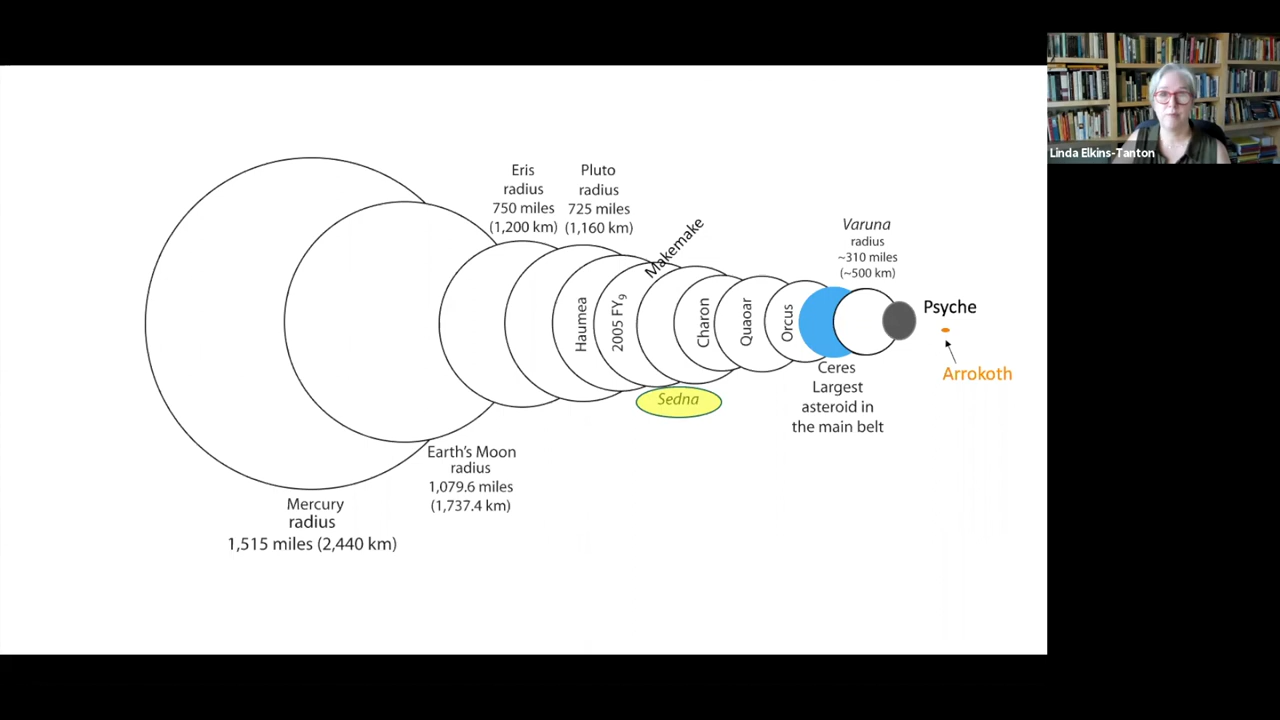 Linda Elkins-Tanton
Eris
radius
750 miles
(1,200 km)
Pluto
radius
725 miles
(1,160 km)
Makemake
Varuna
radius
~310 miles
(~500 km)
Haumea
2005 FY9
Charon
Quaoar
Orcus
Psyche
Arrokoth
Sedna
Ceres
Largest
asteroid in
the main belt
Earth's Moon
radius
1,079.6 miles
(1,737.4 km)
Mercury
radius
1,515 miles (2,440 km)